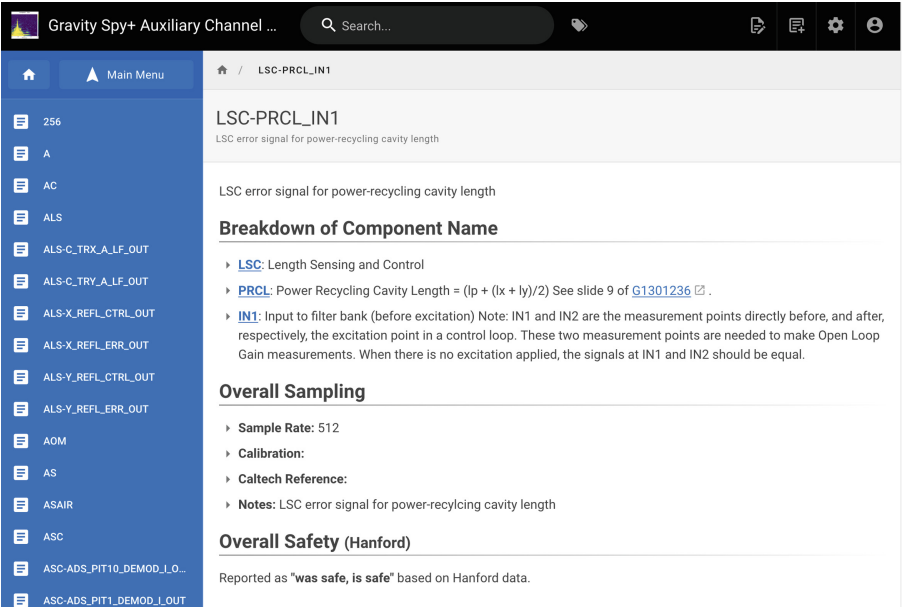 Gravity Spy+ Auxiliary Channel ...
Search...
Main Menu
/ LSC-PRCL_IN1
256
A
AC
ALS
ALS-C_TRX_A_LF_OUT
ALS-C_TRY_A_LF_OUT
ALS-X_REFL_CTRL_OUT
ALS-X_REFL_ERR_OUT
ALS-Y_REFL_CTRL_OUT
ALS-Y_REFL_ERR_OUT
AOM
AS
ASAIR
ASC
ASC-ADS_PIT10_DEMOD_I_O...
ASC-ADS_PIT1_DEMOD_I_OUT
LSC-PRCL_IN1
LSC error signal for power-recycling cavity length
LSC error signal for power-recycling cavity length
Breakdown of Component Name
LSC: Length Sensing and Control
PRCL: Power Recycling Cavity Length = (lp + (lx + ly)/2) See slide 9 of G1301236 .
IN1: Input to filter bank (before excitation) Note: IN1 and IN2 are the measurement points directly before, and after,
respectively, the excitation point in a control loop. These two measurement points are needed to make Open Loop
Gain measurements. When there is no excitation applied, the signals at IN1 and IN2 should be equal.
Overall Sampling
Sample Rate: 512
Calibration:
Caltech Reference:
Notes: LSC error signal for power-recylcing cavity length
Overall Safety (Hanford)
Reported as "was safe, is safe" based on Hanford data.